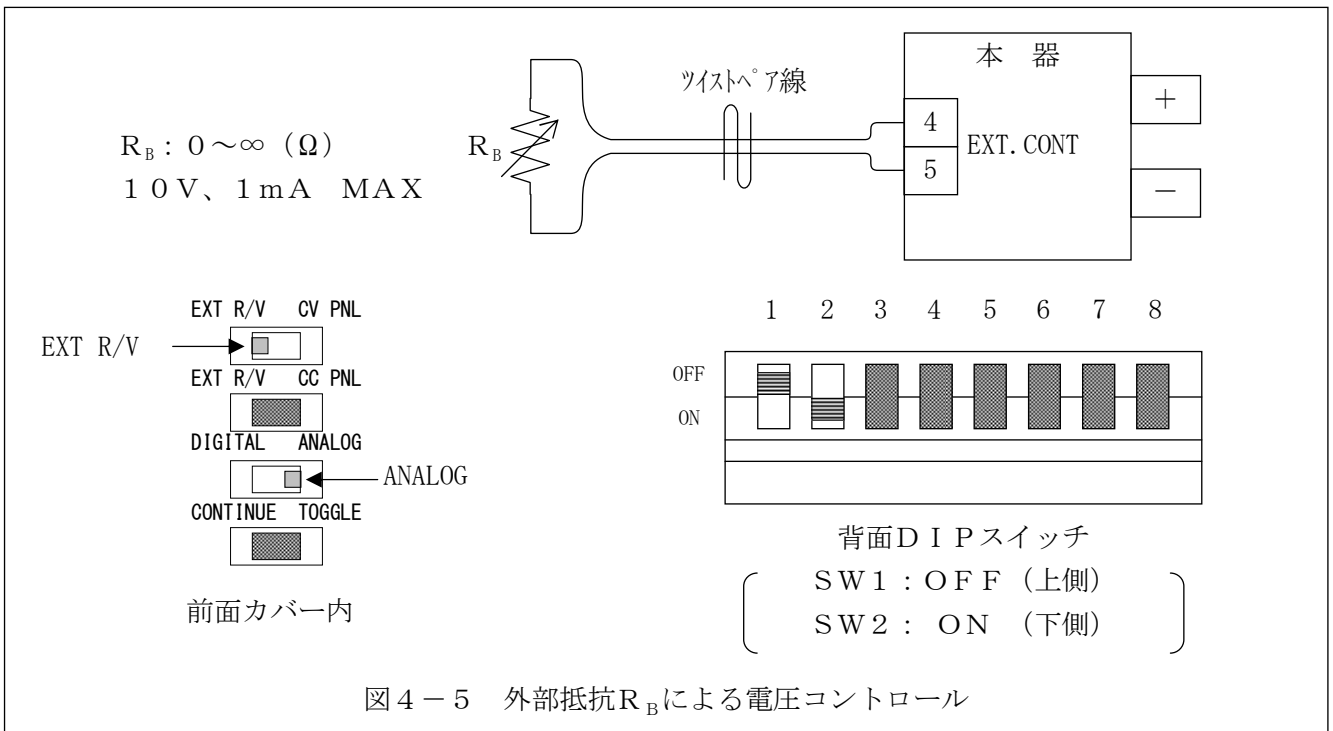 本　器
ﾂｲｽﾄﾍﾟｱ線
＋
4
R_B：０～∞（Ω）
R_B
EXT.CONT
１０Ｖ、１ｍＡ　ＭＡＸ
5
－
EXT R/V　CV PNL
1 2 3 4 5 6 7 8
EXT R/V
EXT R/V　CC PNL
OFF
ON
DIGITAL　ANALOG
ANALOG
CONTINUE　TOGGLE
背面ＤＩＰスイッチ
ＳＷ１：ＯＦＦ（上側）
前面カバー内
ＳＷ２：　ＯＮ　（下側）
図４－５　外部抵抗Ｒ_Bによる電圧コントロール